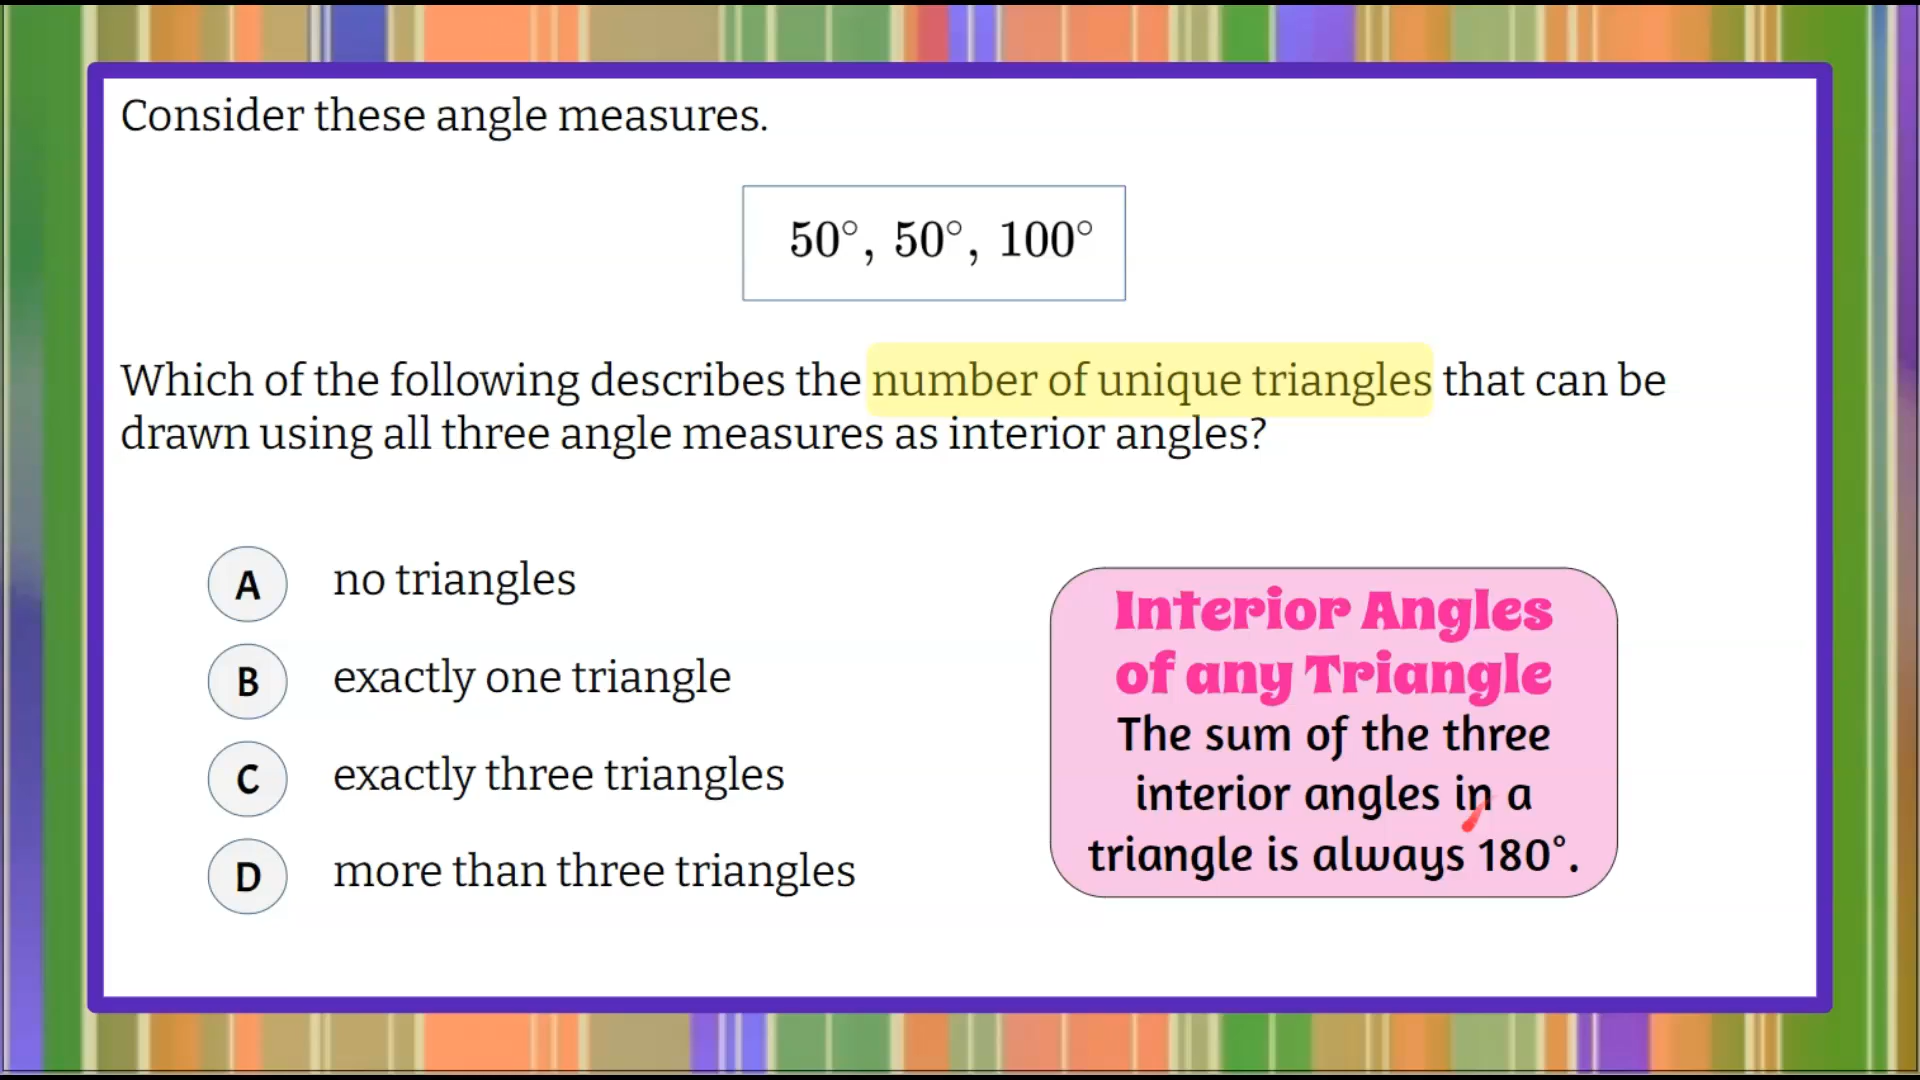 Consider these angle measures.
50°, 50°, 100°
Which of the following describes the number of unique triangles that can be
drawn using all three angle measures as interior angles?
A no triangles
B exactly one triangle
C exactly three triangles
D more than three triangles
Interior Angles
of any Triangle
The sum of the three
interior angles in a
triangle is always 180°.